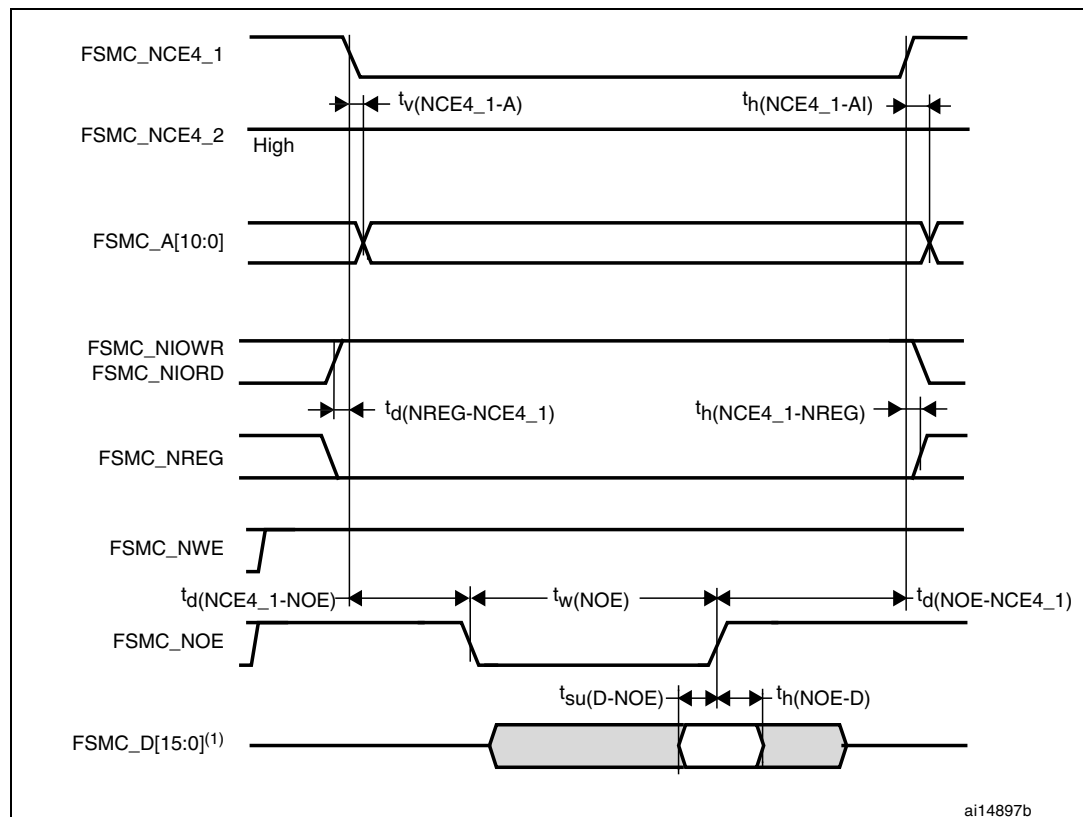 FSMC_NCE4_1
tv(NCE4_1-A)
th(NCE4_1-AI)
FSMC_NCE4_2
High
FSMC_A[10:0]
FSMC_NIOWR
FSMC_NIORD
td(NREG-NCE4_1)
th(NCE4_1-NREG)
FSMC_NREG
FSMC_NWE
td(NCE4_1-NOE)
tw(NOE)
td(NOE-NCE4_1)
FSMC_NOE
tsu(D-NOE)
th(NOE-D)
FSMC_D[15:0](1)
ai14897b